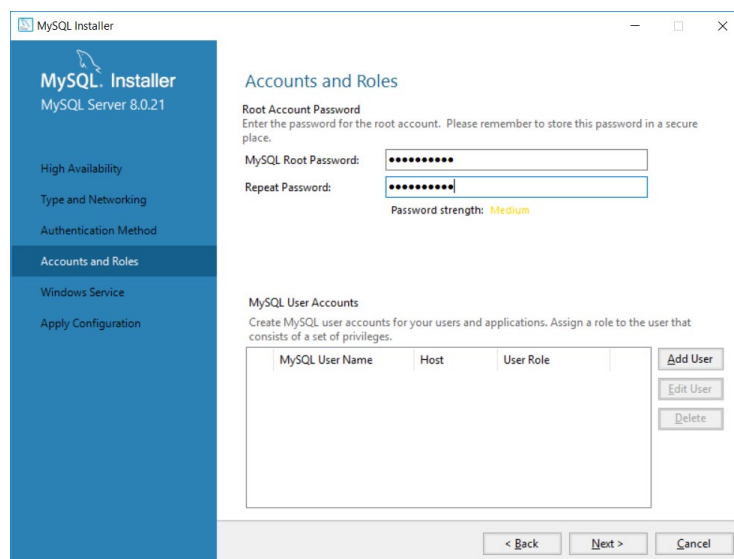 MySQL Installer
MySQL. Installer
MySQL Server 8.0.21
High Availability
Type and Networking
Authentication Method
Accounts and Roles
Windows Service
Apply Configuration
Accounts and Roles
Root Account Password
Enter the password for the root account. Please remember to store this password in a secure
place.
MySQL Root Password: ●●●●●●●●●●
Repeat Password: ●●●●●●●●●●
Password strength: Medium
MySQL User Accounts
Create MySQL user accounts for your users and applications. Assign a role to the user that
consists of a set of privileges.
MySQL User Name Host User Role
Add User
Edit User
Delete
< Back Next > Cancel